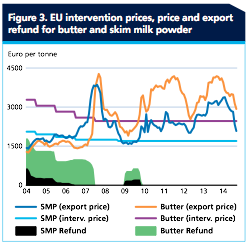 Figure 3. EU intervention prices, price and export
refund for butter and skim milk powder
Euro per tonne
4500
3000
1500
0
04 05 06 07 08 09 10 11 12 13 14
SMP (export price) Butter (export price)
SMP (interv. price) Butter (interv. price)
SMP Refund Butter Refund